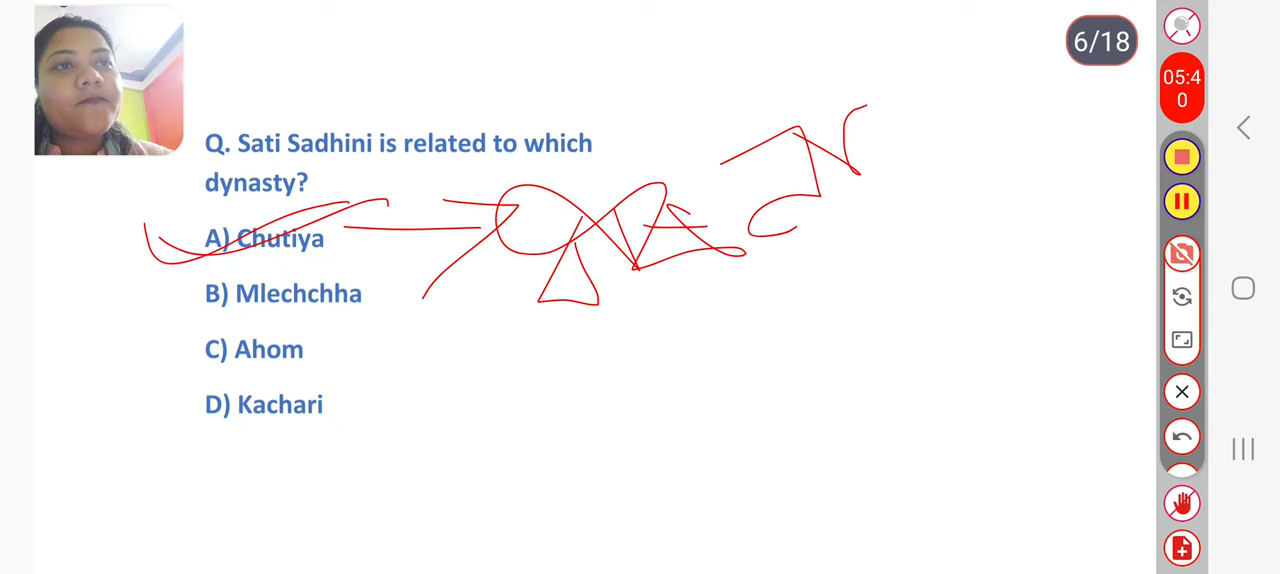 6/18
05:4
0
Q. Sati Sadhini is related to which
dynasty?
A) Chutiya
B) Mlechchha
C) Ahom
D) Kachari